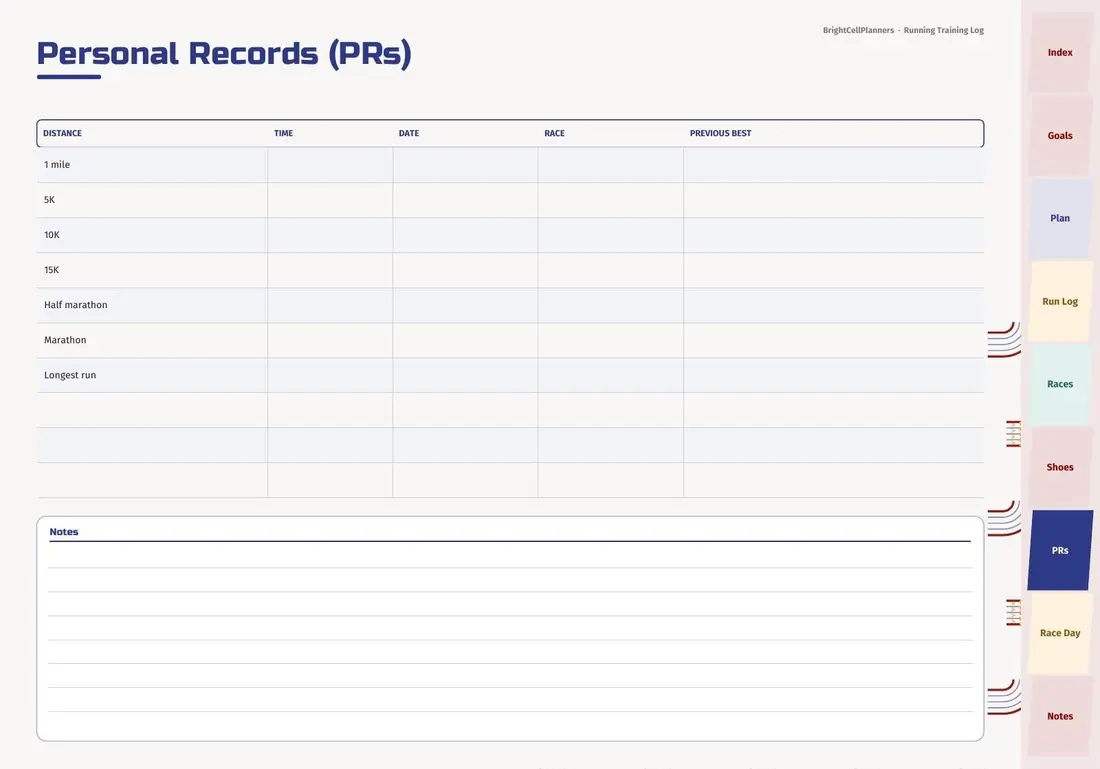 BrightCellPlanners · Running Training Log
Personal Records (PRs)
DISTANCE TIME DATE RACE PREVIOUS BEST
1 mile
5K
10K
15K
Half marathon
Marathon
Longest run
Notes
Index
Goals
Plan
Run Log
Races
Shoes
PRs
Race Day
Notes